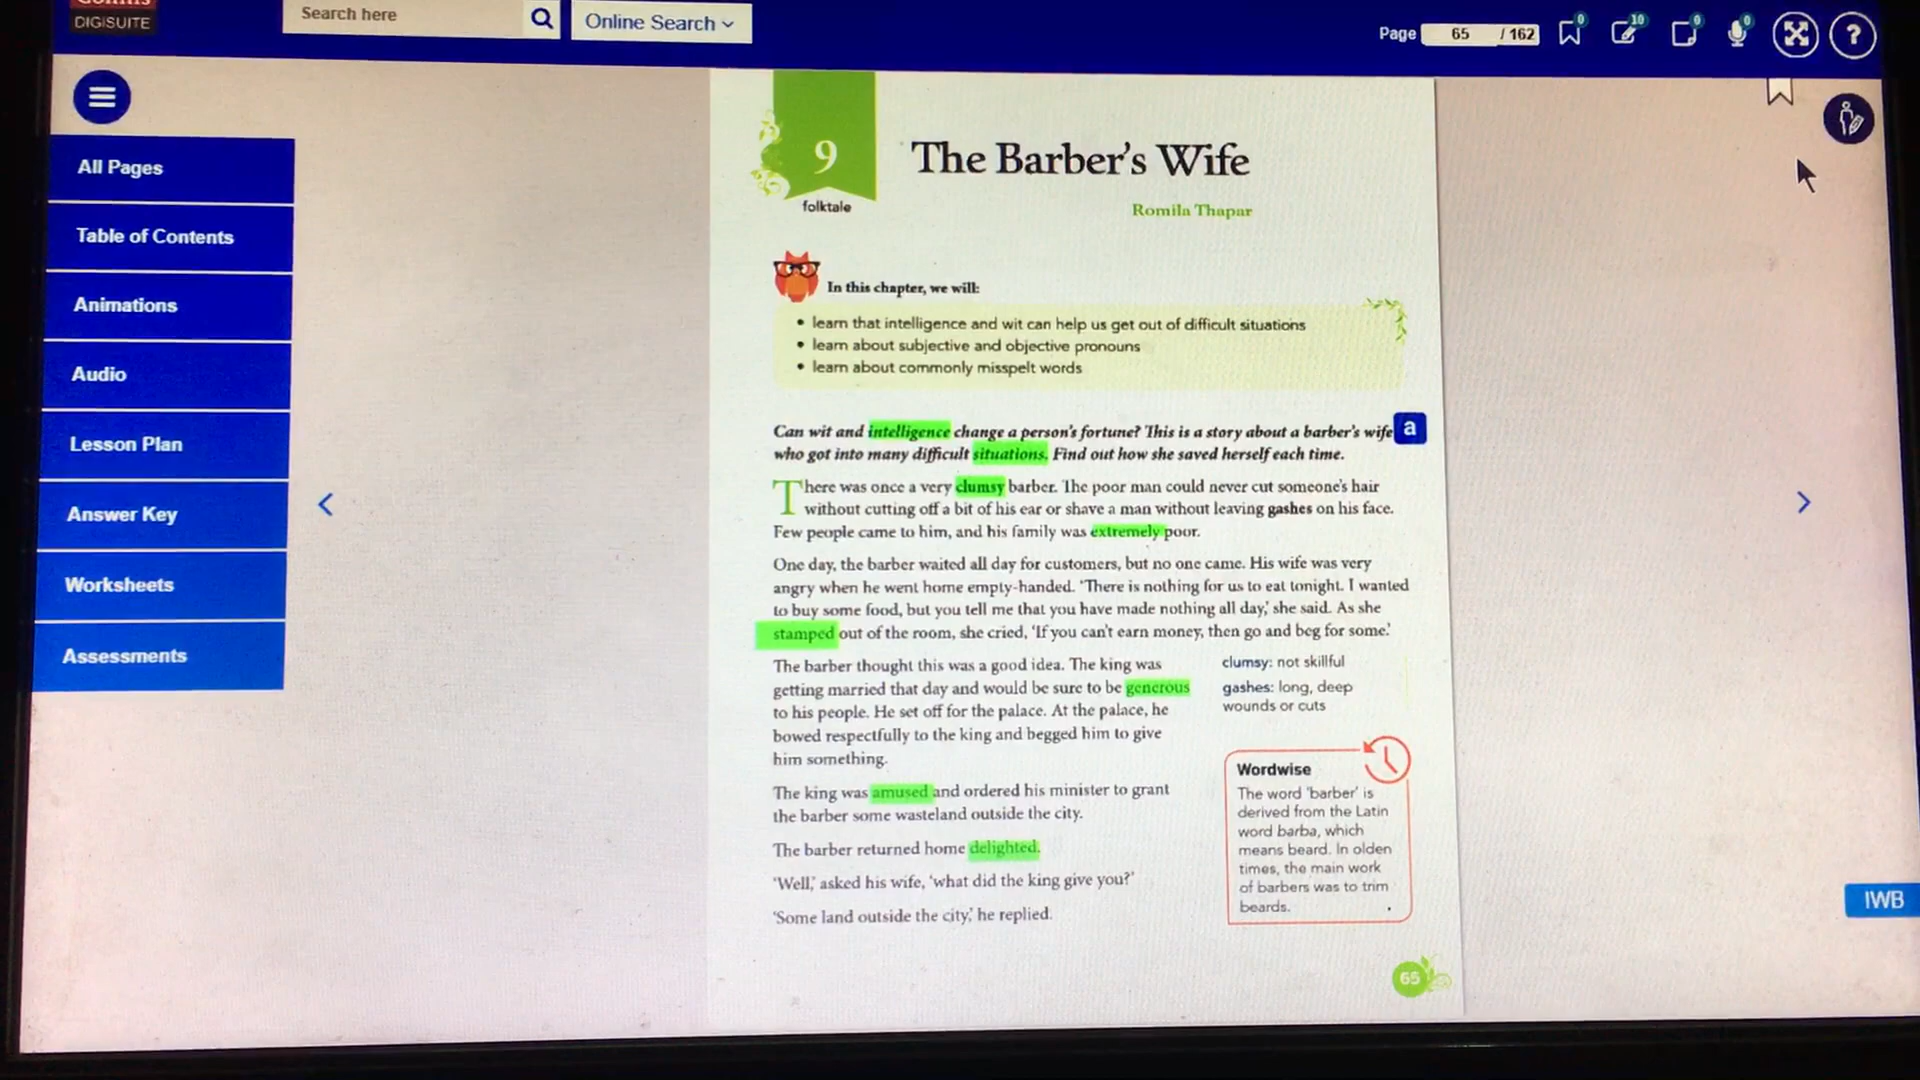 Collins
DIGISUITE
Search here
Online Search
Page 65 / 162
0
10
0
0
?
All Pages
Table of Contents
Animations
Audio
Lesson Plan
Answer Key
Worksheets
Assessments
9
folktale
The Barber's Wife
Romila Thapar
In this chapter, we will:
• learn that intelligence and wit can help us get out of difficult situations
• learn about subjective and objective pronouns
• learn about commonly misspelt words
Can wit and intelligence change a person's fortune? This is a story about a barber's wife
who got into many difficult situations. Find out how she saved herself each time.
a
There was once a very clumsy barber. The poor man could never cut someone's hair
without cutting off a bit of his ear or shave a man without leaving gashes on his face.
Few people came to him, and his family was extremely poor.
One day, the barber waited all day for customers, but no one came. His wife was very
angry when he went home empty-handed. 'There is nothing for us to eat tonight. I wanted
to buy some food, but you tell me that you have made nothing all day,' she said. As she
stamped out of the room, she cried, 'If you can't earn money, then go and beg for some.'
The barber thought this was a good idea. The king was
getting married that day and would be sure to be generous
to his people. He set off for the palace. At the palace, he
bowed respectfully to the king and begged him to give
him something.
The king was amused and ordered his minister to grant
the barber some wasteland outside the city.
The barber returned home delighted.
'Well,' asked his wife, 'what did the king give you?'
'Some land outside the city,' he replied.
clumsy: not skillful
gashes: long, deep
wounds or cuts
Wordwise
The word 'barber' is
derived from the Latin
word barba, which
means beard. In olden
times, the main work
of barbers was to trim
beards.
IWB
65